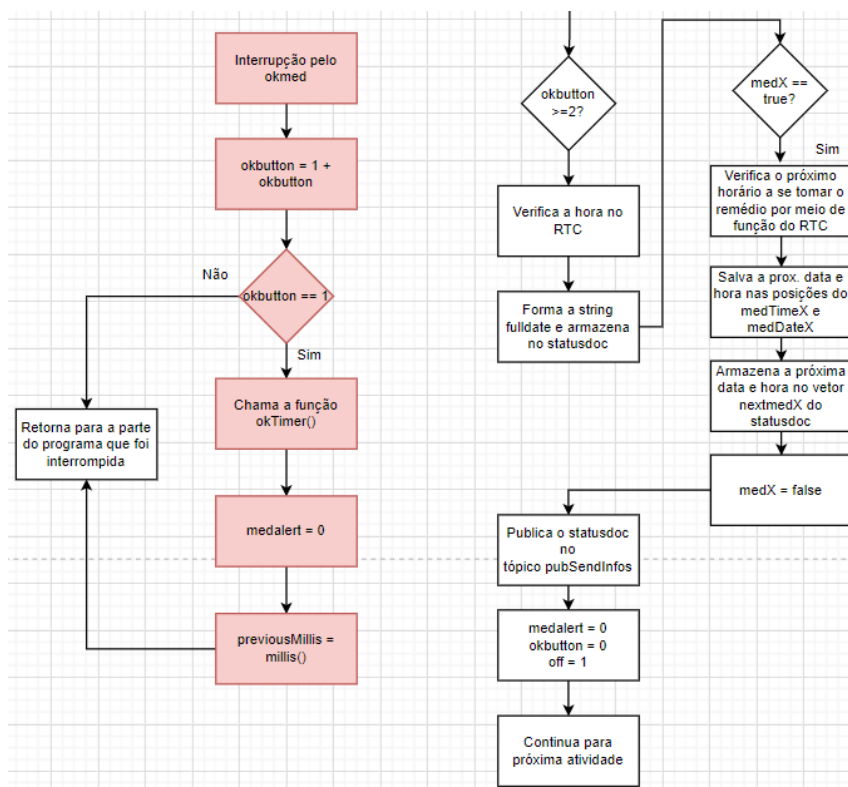 Interrupção pelo
okmed
okbutton = 1 +
okbutton
Não
okbutton == 1
Sim
Chama a função
okTimer()
Retorna para a parte
do programa que foi
interrompida
medalert = 0
previousMillis =
millis()
okbutton
>=2?
Verifica a hora no
RTC
Forma a string
fulldate e armazena
no statusdoc
medX ==
true?
Sim
Verifica o próximo
horário a se tomar o
remédio por meio de
função do RTC
Salva a prox. data e
hora nas posições do
medTimeX e
medDateX
Armazena a próxima
data e hora no vetor
nextmedX do
statusdoc
medX = false
Publica o statusdoc
no
tópico pubSendInfos
medalert = 0
okbutton = 0
off = 1
Continua para
próxima atividade